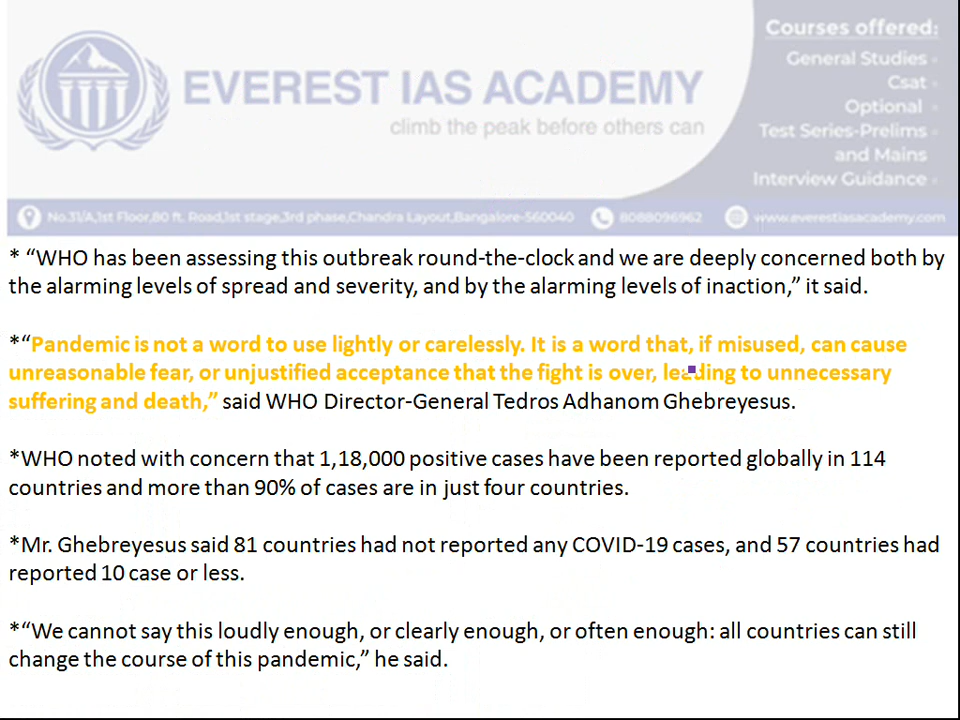 Courses offered:
General Studies
EVEREST IAS ACADEMY
Csat
Optional
climb the peak before others can
Test Series-Prelims
and Mains
Interview Guidance
No.31/A,1st Floor,80 ft. Road,1st stage,3rd phase,Chandra Layout,Bangalore-560040 8088096962 www.everestiasacademy.com
* “WHO has been assessing this outbreak round-the-clock and we are deeply concerned both by
the alarming levels of spread and severity, and by the alarming levels of inaction,” it said.
*“Pandemic is not a word to use lightly or carelessly. It is a word that, if misused, can cause
unreasonable fear, or unjustified acceptance that the fight is over, leading to unnecessary
suffering and death,” said WHO Director-General Tedros Adhanom Ghebreyesus.
*WHO noted with concern that 1,18,000 positive cases have been reported globally in 114
countries and more than 90% of cases are in just four countries.
*Mr. Ghebreyesus said 81 countries had not reported any COVID-19 cases, and 57 countries had
reported 10 case or less.
*“We cannot say this loudly enough, or clearly enough, or often enough: all countries can still
change the course of this pandemic,” he said.